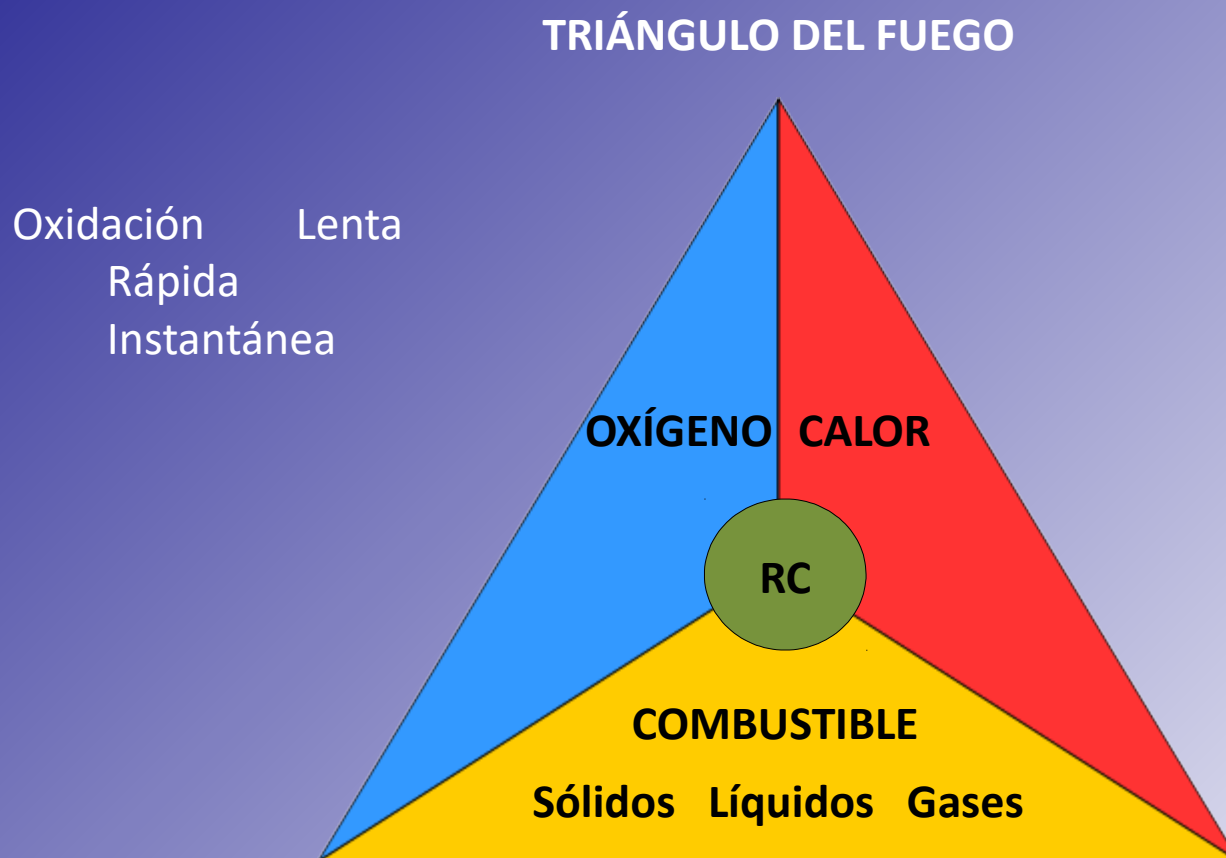 TRIÁNGULO DEL FUEGO
Oxidación Lenta
Rápida
Instantánea
OXÍGENO CALOR
RC
COMBUSTIBLE
Sólidos Líquidos Gases